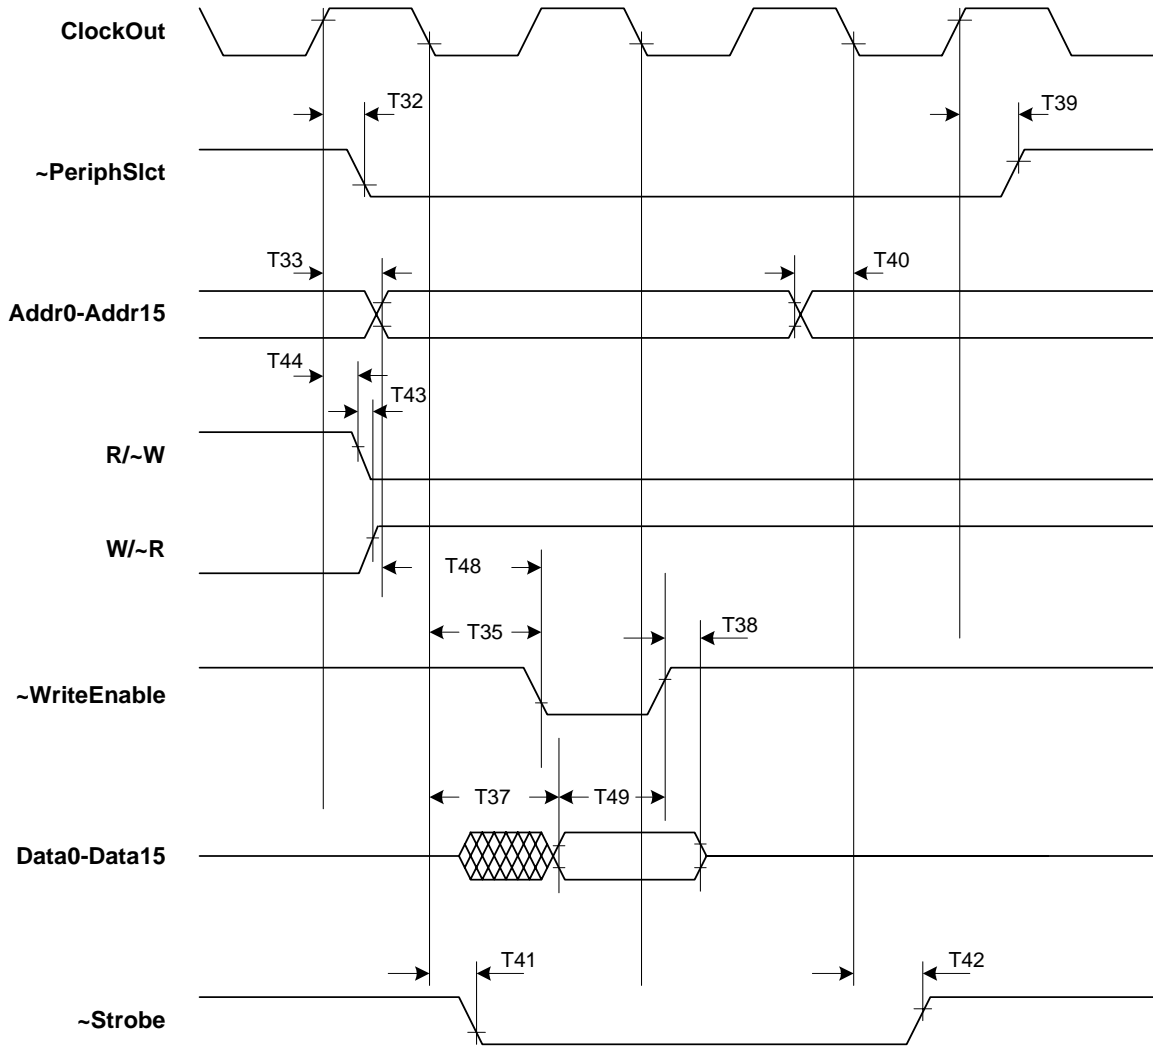 ClockOut
T32
T39
~PeriphSlct
T33
T40
Addr0-Addr15
T44
T43
R/~W
W/~R
T48
T35
T38
~WriteEnable
T37
T49
Data0-Data15
T41
T42
~Strobe